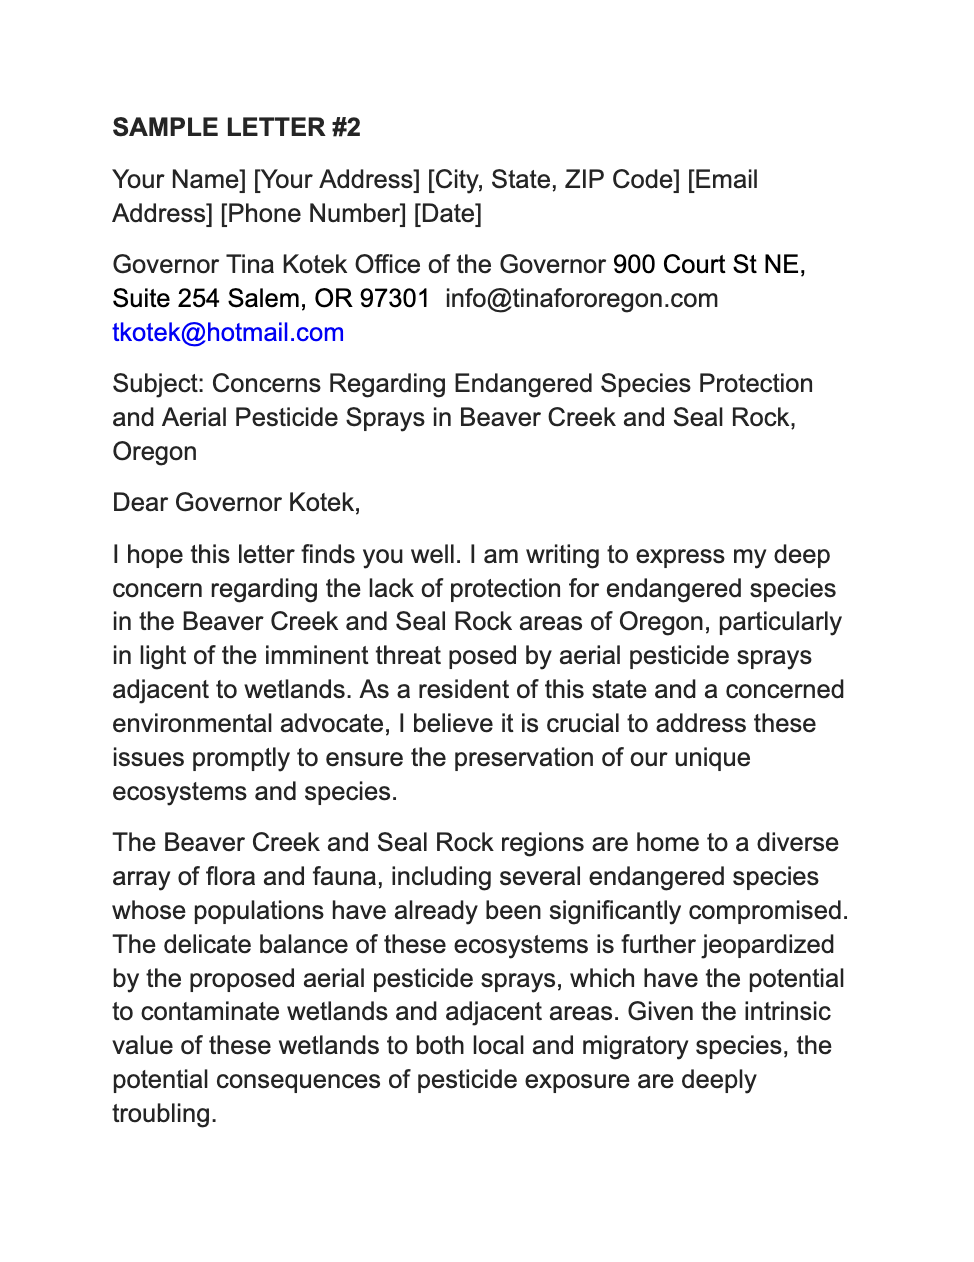 SAMPLE LETTER #2
Your Name] [Your Address] [City, State, ZIP Code] [Email
Address] [Phone Number] [Date]
Governor Tina Kotek Office of the Governor 900 Court St NE,
Suite 254 Salem, OR 97301  info@tinafororegon.com
tkotek@hotmail.com
Subject: Concerns Regarding Endangered Species Protection
and Aerial Pesticide Sprays in Beaver Creek and Seal Rock,
Oregon
Dear Governor Kotek,
I hope this letter finds you well. I am writing to express my deep
concern regarding the lack of protection for endangered species
in the Beaver Creek and Seal Rock areas of Oregon, particularly
in light of the imminent threat posed by aerial pesticide sprays
adjacent to wetlands. As a resident of this state and a concerned
environmental advocate, I believe it is crucial to address these
issues promptly to ensure the preservation of our unique
ecosystems and species.
The Beaver Creek and Seal Rock regions are home to a diverse
array of flora and fauna, including several endangered species
whose populations have already been significantly compromised.
The delicate balance of these ecosystems is further jeopardized
by the proposed aerial pesticide sprays, which have the potential
to contaminate wetlands and adjacent areas. Given the intrinsic
value of these wetlands to both local and migratory species, the
potential consequences of pesticide exposure are deeply
troubling.